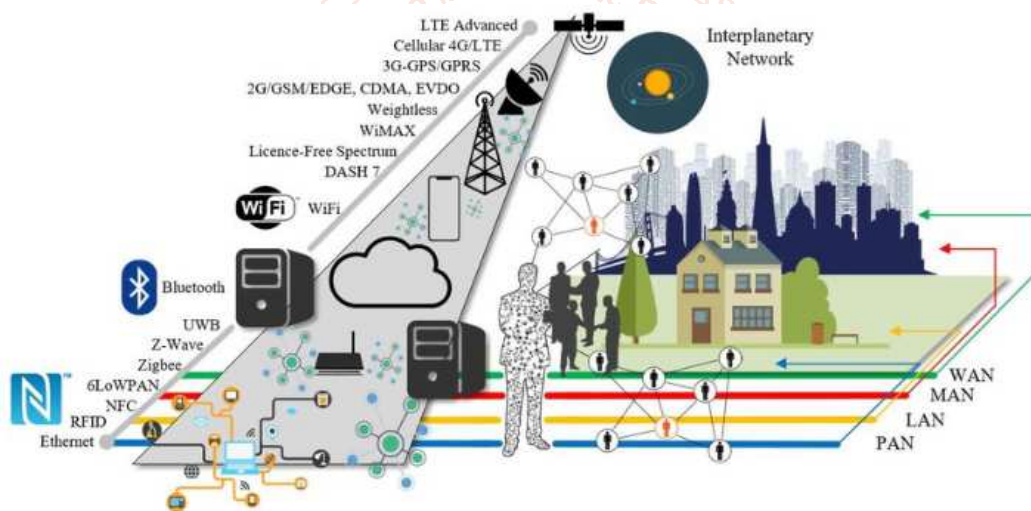 LTE Advanced
Cellular 4G/LTE
3G-GPS/GPRS
2G/GSM/EDGE, CDMA, EVDO
Weightless
WiMAX
Licence-Free Spectrum
DASH 7
WiFi WiFi
Bluetooth
UWB
Z-Wave
Zigbee
6LoWPAN
NFC
RFID
Ethernet
Interplanetary
Network
WAN
MAN
LAN
PAN